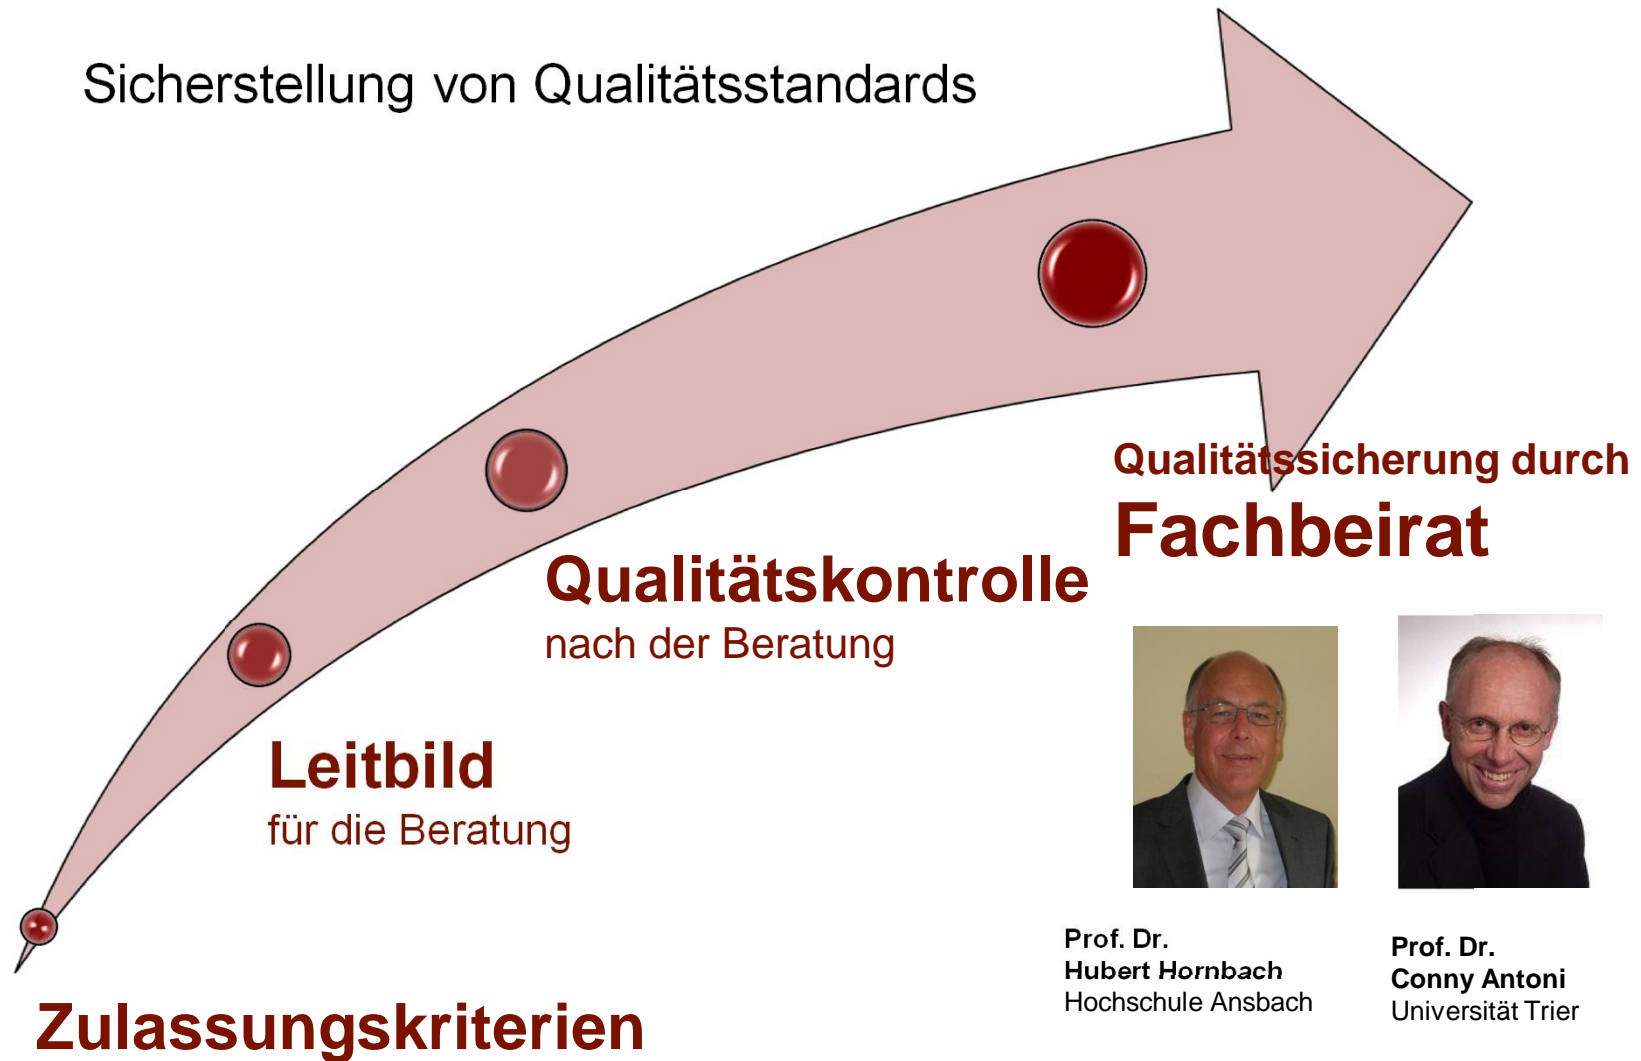 Sicherstellung von Qualitätsstandards
Qualitätssicherung durch
Fachbeirat
Qualitätskontrolle
nach der Beratung
Leitbild
für die Beratung
Zulassungskriterien
Prof. Dr.
Hubert Hornbach
Hochschule Ansbach
Prof. Dr.
Conny Antoni
Universität Trier